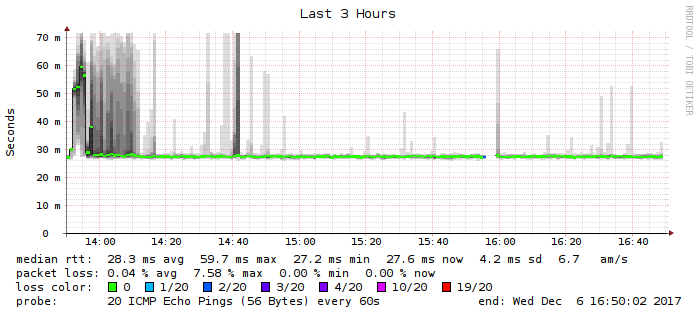 Last 3 Hours
RRDTOOL / TOBI OETIKER
Seconds
70 m
60 m
50 m
40 m
30 m
20 m
10 m
0
14:00 14:20 14:40 15:00 15:20 15:40 16:00 16:20 16:40
median rtt: 28.3 ms avg 59.7 ms max 27.2 ms min 27.6 ms now 4.2 ms sd 6.7 am/s
packet loss: 0.04 % avg 7.58 % max 0.00 % min 0.00 % now
loss color: 0 1/20 2/20 3/20 4/20 10/20 19/20
probe: 20 ICMP Echo Pings (56 Bytes) every 60s end: Wed Dec 6 16:50:02 2017